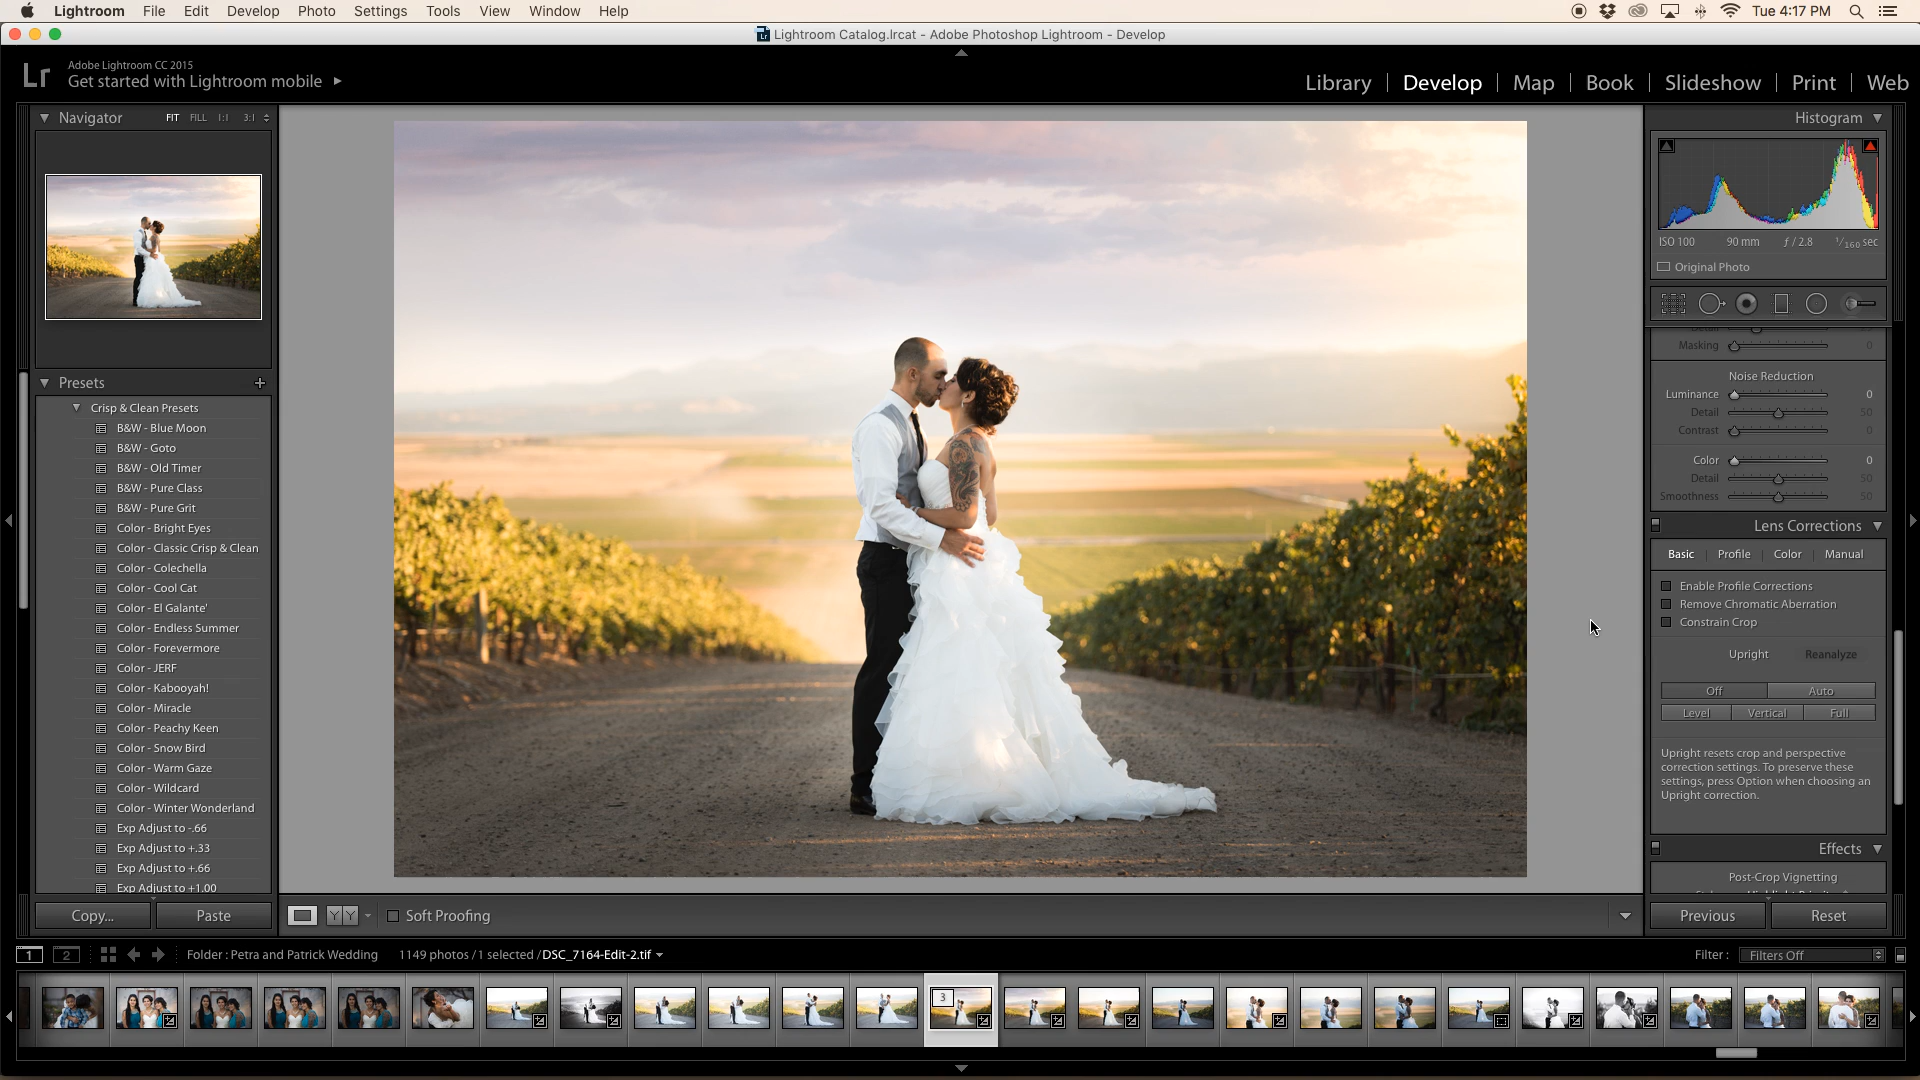 Lightroom File Edit Develop Photo Settings Tools View Window Help
Tue 4:17 PM
Lightroom Catalog.lrcat - Adobe Photoshop Lightroom - Develop
Lr
Adobe Lightroom CC 2015
Get started with Lightroom mobile
Library Develop Map Book Slideshow Print Web
Navigator FIT FILL 1:1 3:1
Presets +
Crisp & Clean Presets
B&W - Blue Moon
B&W - Goto
B&W - Old Timer
B&W - Pure Class
B&W - Pure Grit
Color - Bright Eyes
Color - Classic Crisp & Clean
Color - Colechella
Color - Cool Cat
Color - El Galante'
Color - Endless Summer
Color - Forevermore
Color - JERF
Color - Kabooyah!
Color - Miracle
Color - Peachy Keen
Color - Snow Bird
Color - Warm Gaze
Color - Wildcard
Color - Winter Wonderland
Exp Adjust to -.66
Exp Adjust to +.33
Exp Adjust to +.66
Exp Adjust to +1.00
Copy... Paste
YY Soft Proofing
Histogram
ISO 100 90 mm ƒ / 2.8 1/160 sec
Original Photo
Detail
Masking 0
Noise Reduction
Luminance 0
Detail 50
Contrast 0
Color 0
Detail 50
Smoothness 50
Lens Corrections
Basic Profile Color Manual
Enable Profile Corrections
Remove Chromatic Aberration
Constrain Crop
Upright Reanalyze
Off Auto
Level Vertical Full
Upright resets crop and perspective
correction settings. To preserve these
settings, press Option when choosing an
Upright correction.
Effects
Post-Crop Vignetting
Previous Reset
1 2 Folder : Petra and Patrick Wedding 1149 photos / 1 selected / DSC_7164-Edit-2.tif
Filter : Filters Off
3